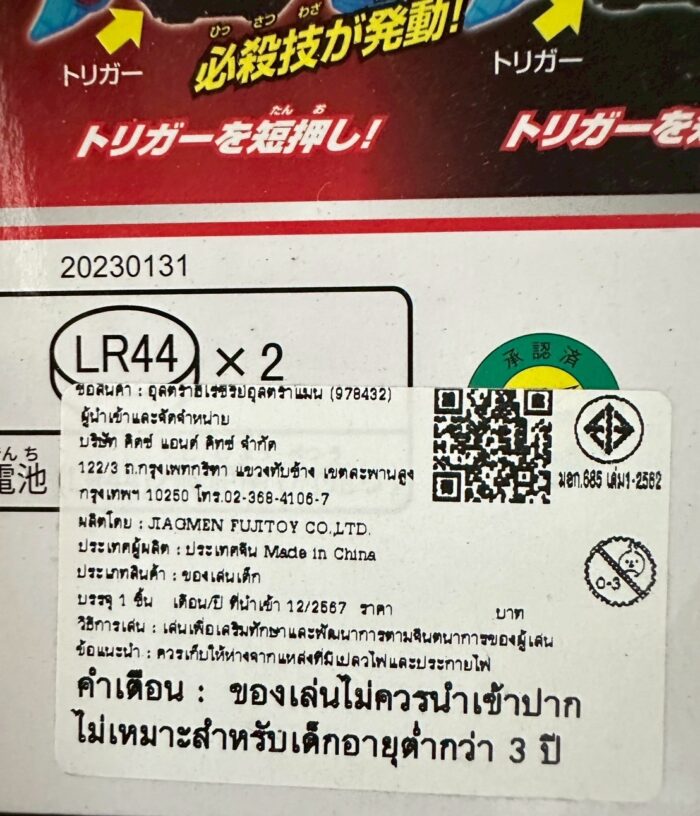 トリガー
必殺技が発動!
ひっ さつ わざ
トリガー
トリガーを短押し!
たん お
トリガーを
20230131
LR44 × 2
承認済
んち
電池
ชื่อสินค้า : อุลตร้าฮีโร่ซีรีย์อุลตร้าแมน (978432)
ผู้นำเข้าและจัดจำหน่าย
บริษัท คิดซ์ แอนด์ คิทซ์ จำกัด
122/3 ถ.กรุงเทพกรีฑา แขวงทับช้าง เขตสะพานสูง
กรุงเทพฯ 10250 โทร.02-368-4106-7
ผลิตโดย : JIAOMEN FUJITOY CO.,LTD.
ประเทศผู้ผลิต : ประเทศจีน Made in China
ประเภทสินค้า : ของเล่นเด็ก
บรรจุ 1 ชิ้น เดือน/ปี ที่นำเข้า 12/2567 ราคา บาท
วิธีการเล่น : เล่นเพื่อเสริมทักษะและพัฒนาการตามจินตนาการของผู้เล่น
ข้อแนะนำ : ควรเก็บให้ห่างจากแหล่งที่มีเปลวไฟและประกายไฟ
คำเตือน : ของเล่นไม่ควรนำเข้าปาก
ไม่เหมาะสำหรับเด็กอายุต่ำกว่า 3 ปี
มอก.685 เล่ม1-2562
0-3